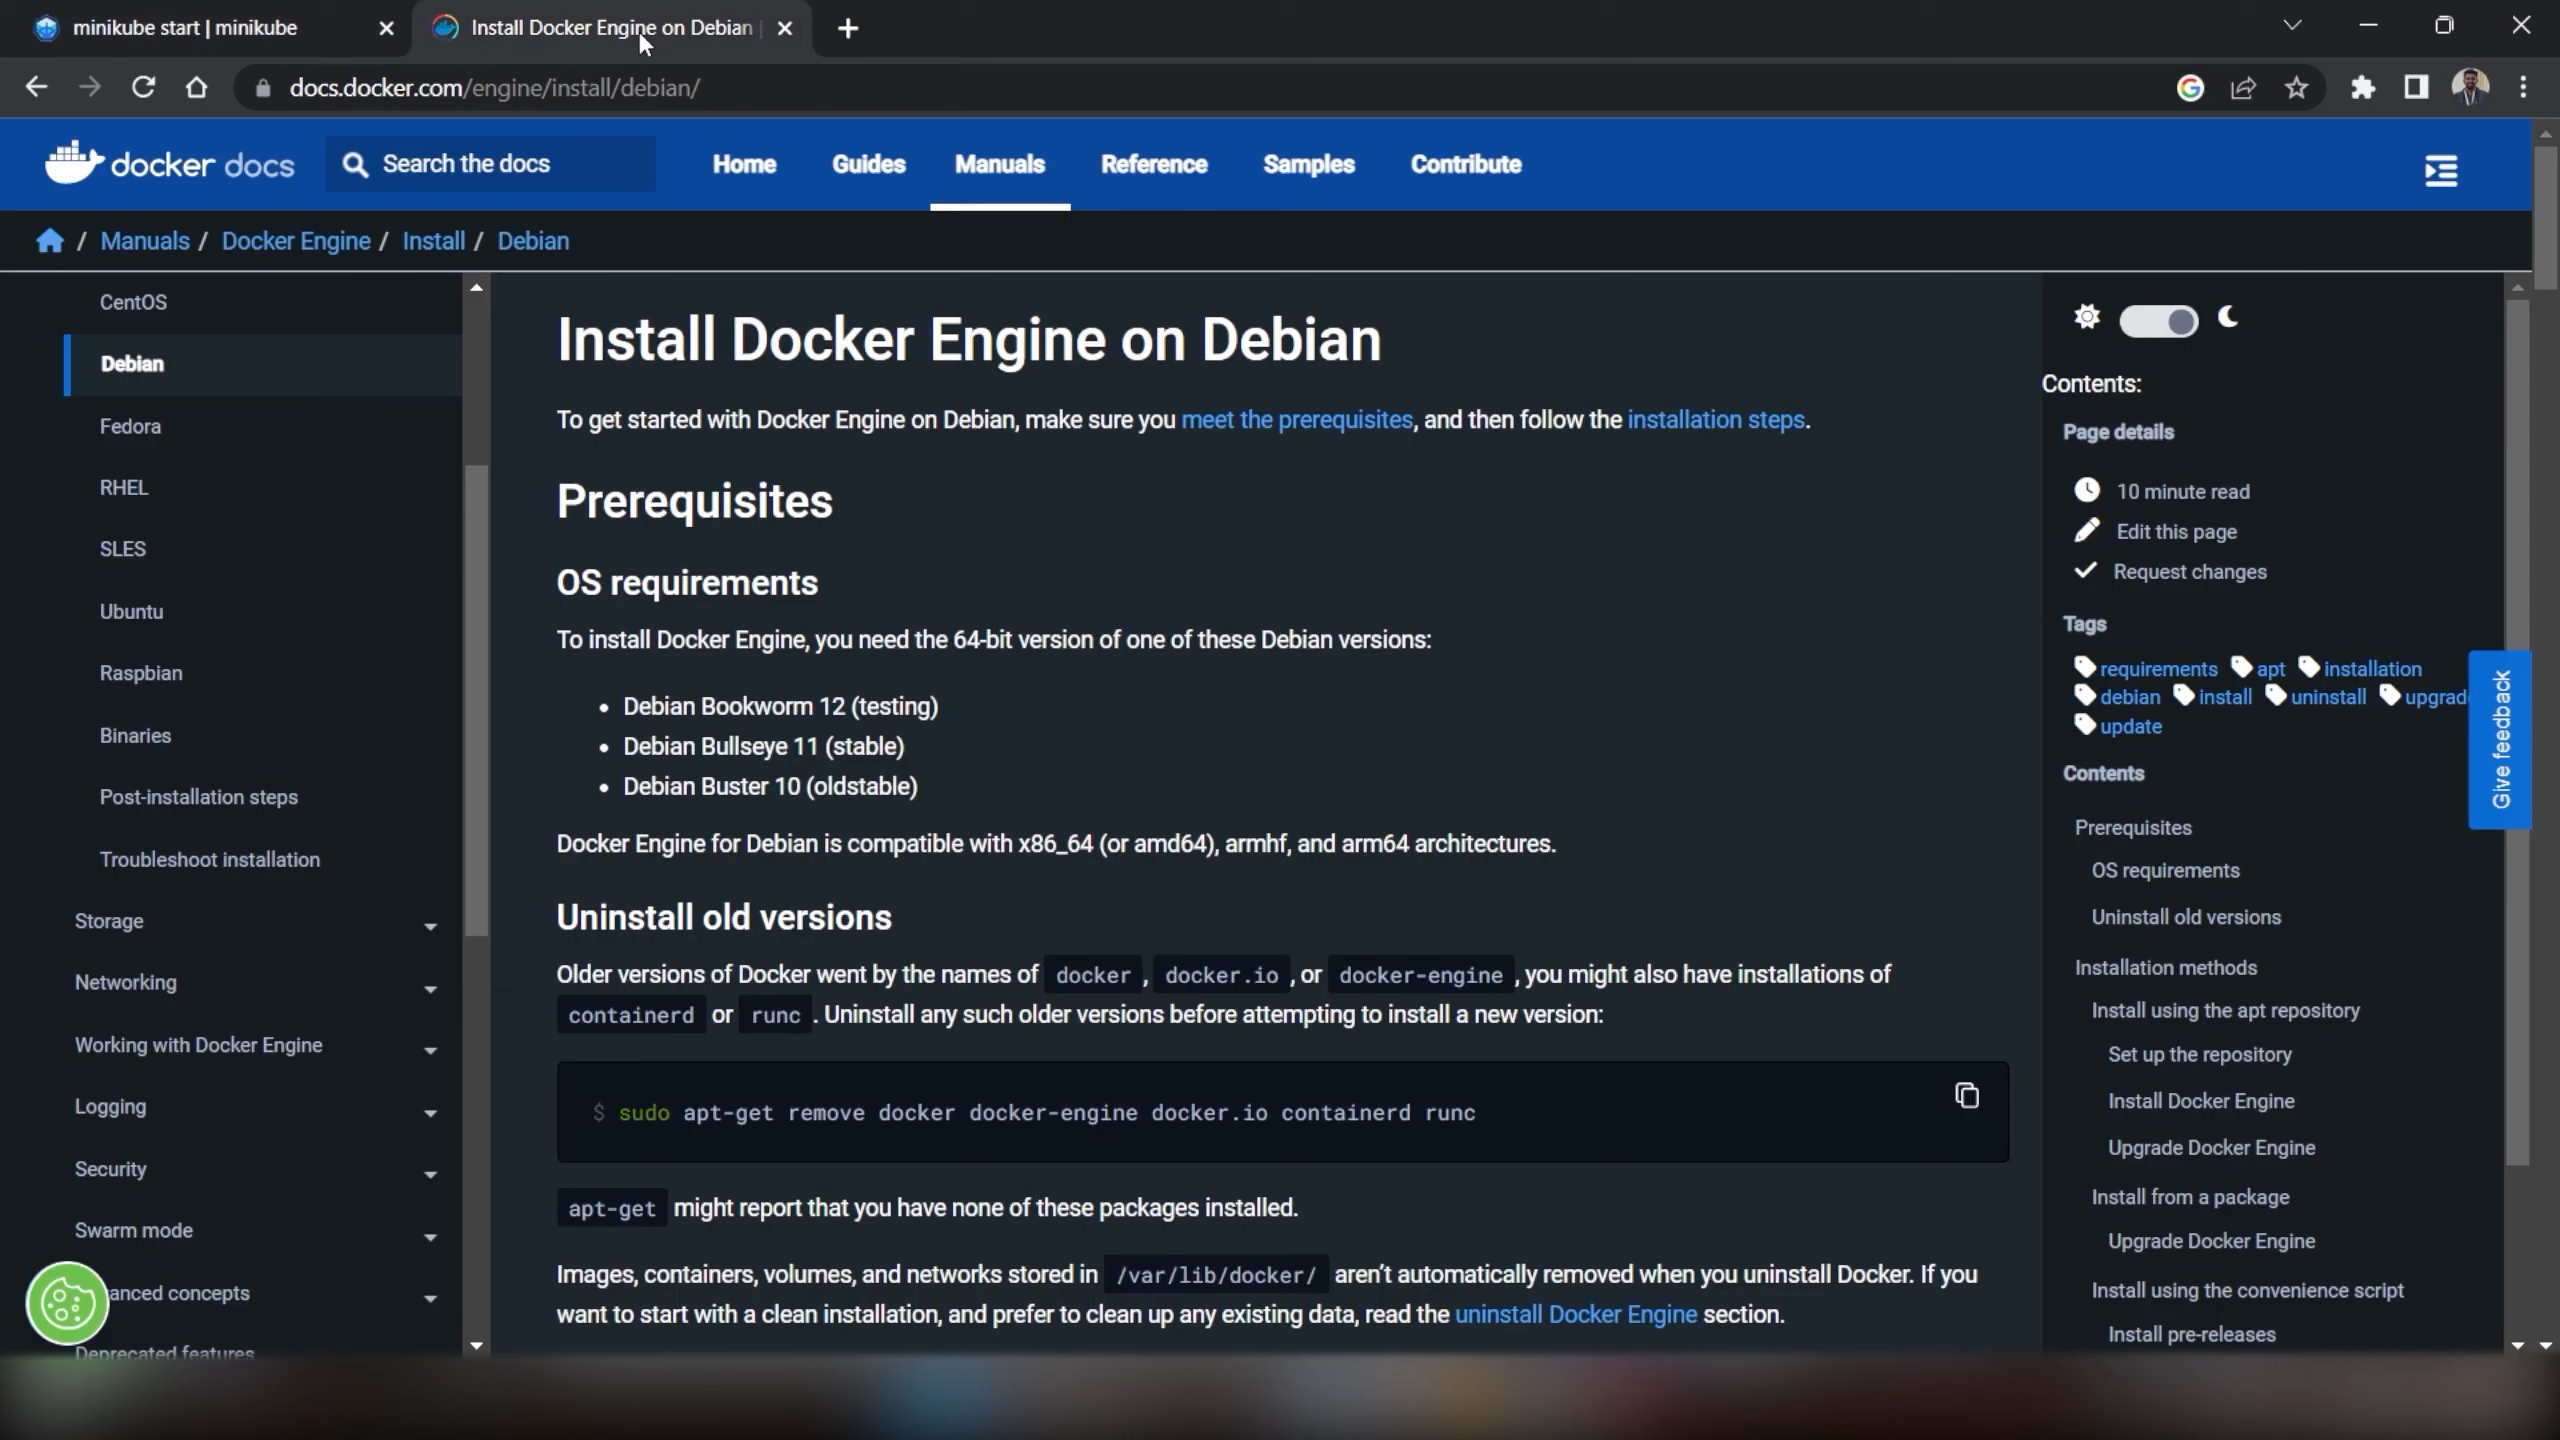 minikube start | minikube
Install Docker Engine on Debian |
docs.docker.com/engine/install/debian/
docker docs
Search the docs
Home
Guides
Manuals
Reference
Samples
Contribute
/ Manuals / Docker Engine / Install / Debian
CentOS
Debian
Fedora
RHEL
SLES
Ubuntu
Raspbian
Binaries
Post-installation steps
Troubleshoot installation
Storage
Networking
Working with Docker Engine
Logging
Security
Swarm mode
anced concepts
Deprecated features
Install Docker Engine on Debian
To get started with Docker Engine on Debian, make sure you meet the prerequisites, and then follow the installation steps.
Prerequisites
OS requirements
To install Docker Engine, you need the 64-bit version of one of these Debian versions:
• Debian Bookworm 12 (testing)
• Debian Bullseye 11 (stable)
• Debian Buster 10 (oldstable)
Docker Engine for Debian is compatible with x86_64 (or amd64), armhf, and arm64 architectures.
Uninstall old versions
Older versions of Docker went by the names of docker , docker.io , or docker-engine , you might also have installations of
containerd or runc . Uninstall any such older versions before attempting to install a new version:
$ sudo apt-get remove docker docker-engine docker.io containerd runc
apt-get might report that you have none of these packages installed.
Images, containers, volumes, and networks stored in /var/lib/docker/ aren't automatically removed when you uninstall Docker. If you
want to start with a clean installation, and prefer to clean up any existing data, read the uninstall Docker Engine section.
Contents:
Page details
10 minute read
Edit this page
Request changes
Tags
requirements apt installation
debian install uninstall upgrad
update
Contents
Prerequisites
OS requirements
Uninstall old versions
Installation methods
Install using the apt repository
Set up the repository
Install Docker Engine
Upgrade Docker Engine
Install from a package
Upgrade Docker Engine
Install using the convenience script
Install pre-releases
Give feedback